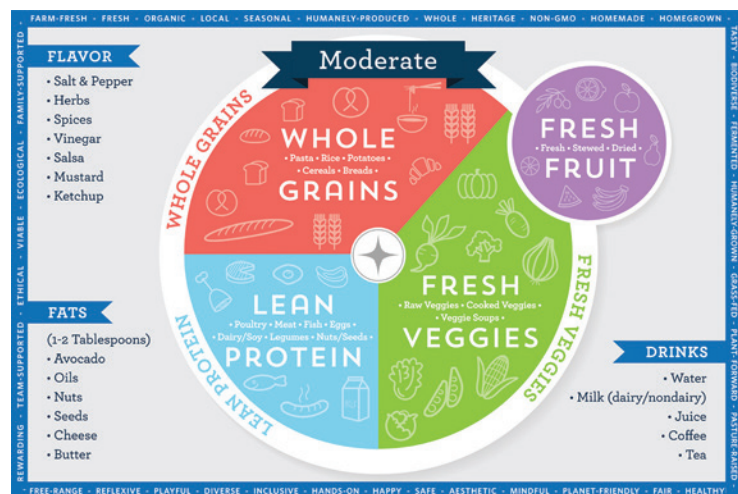 FARM-FRESH - FRESH - ORGANIC - LOCAL - SEASONAL - HUMANELY-PRODUCED - WHOLE - HERITAGE - NON-GMO - HOMEMADE - HOMEGROWN -
TASTY - BIODIVERSE - FERMENTED - HUMANELY-GROWN - GRASS-FED - PLANT-FORWARD - PASTURE-RAISED -
Moderate
FLAVOR
• Salt & Pepper
• Herbs
• Spices
• Vinegar
• Salsa
• Mustard
• Ketchup
WHOLE GRAINS
WHOLE
• Pasta • Rice • Potatoes •
• Cereals • Breads •
GRAINS
FRESH
• Fresh • Stewed • Dried •
FRUIT
FRESH
• Raw Veggies • Cooked Veggies •
• Veggie Soups •
VEGGIES
FRESH VEGGIES
LEAN
• Poultry • Meat • Fish • Eggs •
• Dairy/Soy • Legumes • Nuts/Seeds •
PROTEIN
LEAN PROTEIN
FATS
(1-2 Tablespoons)
• Avocado
• Oils
• Nuts
• Seeds
• Cheese
• Butter
DRINKS
• Water
• Milk (dairy/nondairy)
• Juice
• Coffee
• Tea
REWARDING - TEAM-SUPPORTED - ETHICAL - VIABLE - ECOLOGICAL - FAMILY-SUPPORTED -
- FREE-RANGE - REFLEXIVE - PLAYFUL - DIVERSE - INCLUSIVE - HANDS-ON - HAPPY - SAFE - AESTHETIC - MINDFUL - PLANET-FRIENDLY - FAIR - HEALTHY